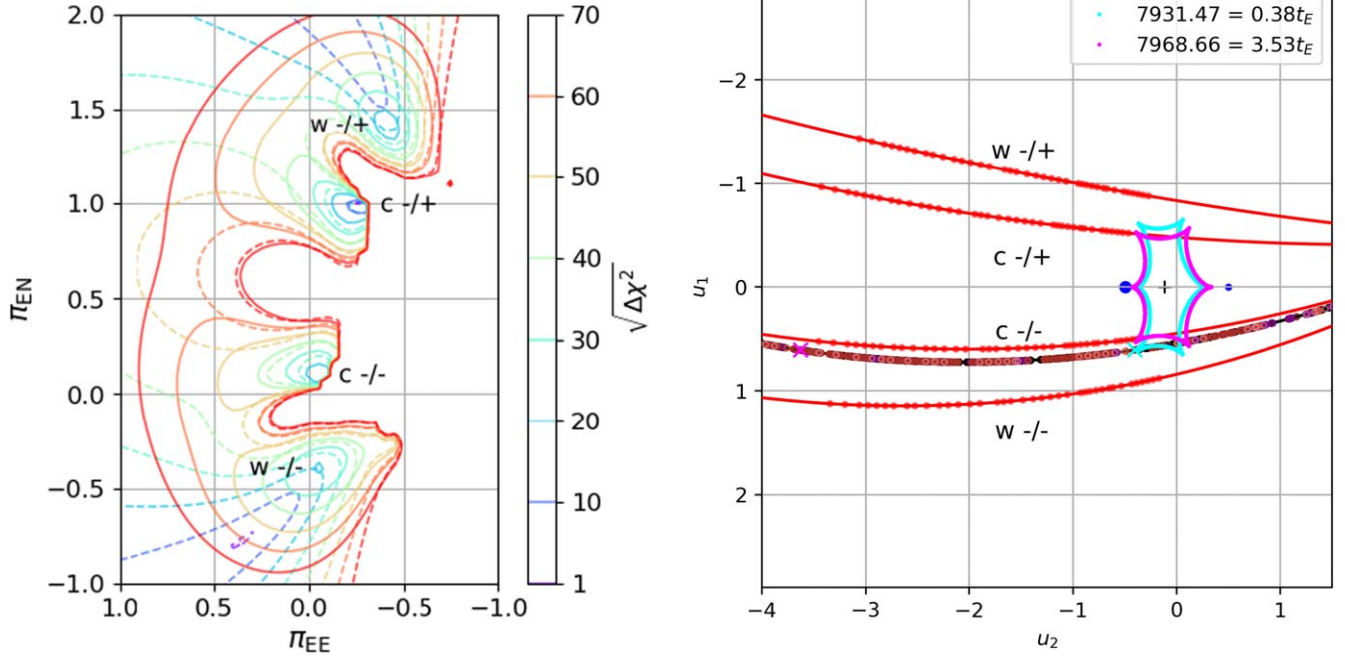 2.0
1.5
1.0
0.5
0.0
−0.5
−1.0
π_EN
1.0
0.5
0.0
−0.5
−1.0
π_EE
w -/+
c -/+
c -/-
w -/-
70
60
50
40
30
20
10
1
√Δχ²
7931.47 = 0.38t_E
7968.66 = 3.53t_E
−2
−1
0
1
2
u₁
w -/+
c -/+
c -/-
w -/-
−4
−3
−2
−1
0
1
u₂